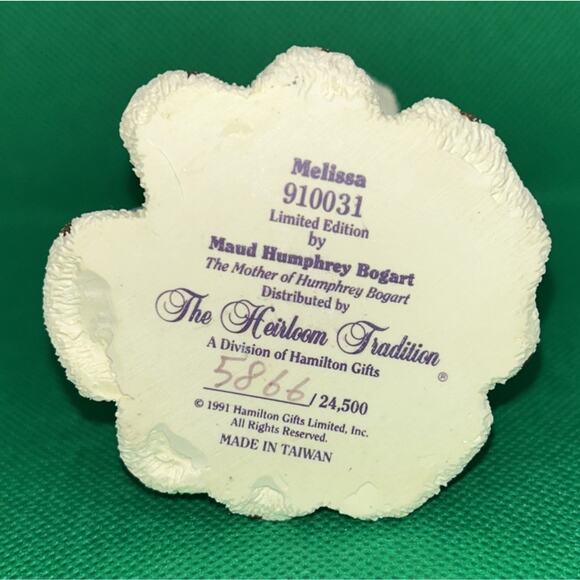 Melissa
910031
Limited Edition
by
Maud Humphrey Bogart
The Mother of Humphrey Bogart
Distributed by
The Heirloom Tradition®
A Division of Hamilton Gifts
5866/24,500
© 1991 Hamilton Gifts Limited, Inc.
All Rights Reserved.
MADE IN TAIWAN